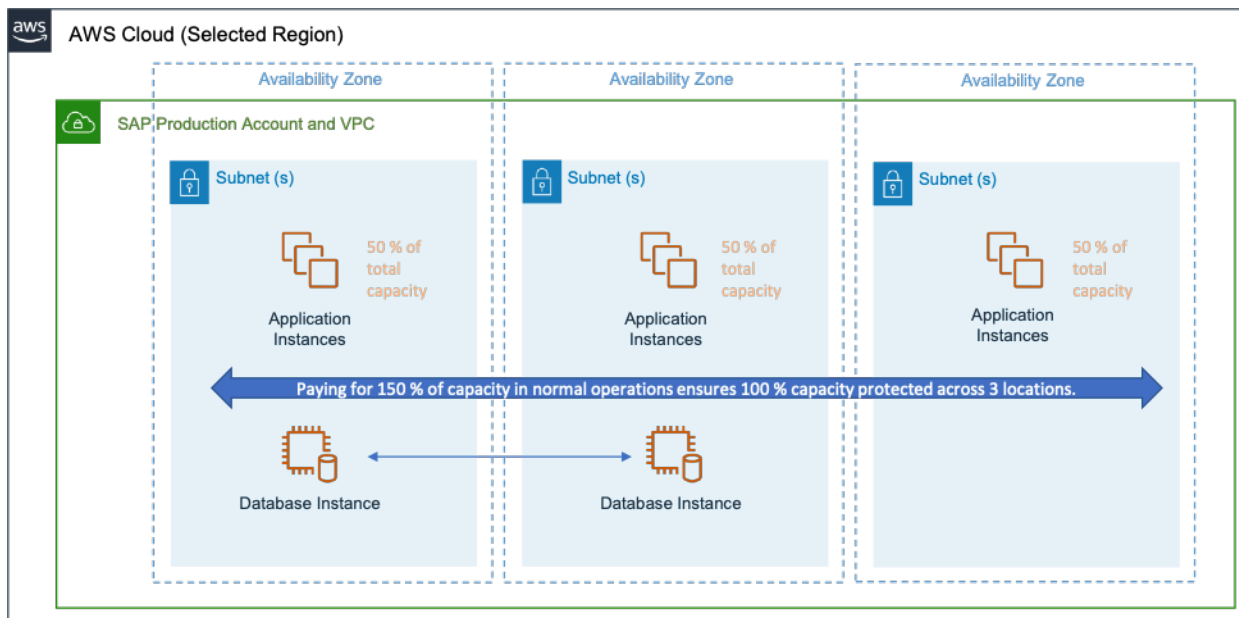 aws
AWS Cloud (Selected Region)
Availability Zone
Availability Zone
Availability Zone
SAP Production Account and VPC
Subnet (s)
Subnet (s)
Subnet (s)
50 % of
total
capacity
Application
Instances
50 % of
total
capacity
Application
Instances
50 % of
total
capacity
Application
Instances
Paying for 150 % of capacity in normal operations ensures 100 % capacity protected across 3 locations.
Database Instance
Database Instance